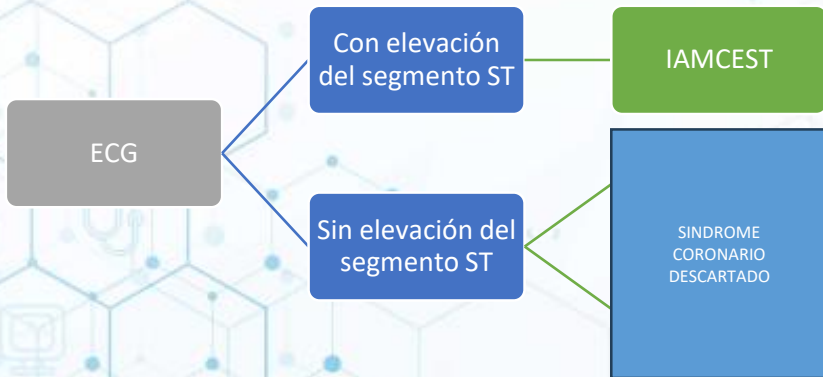 Con elevación
del segmento ST
IAMCEST
ECG
Sin elevación del
segmento ST
SINDROME
CORONARIO
DESCARTADO